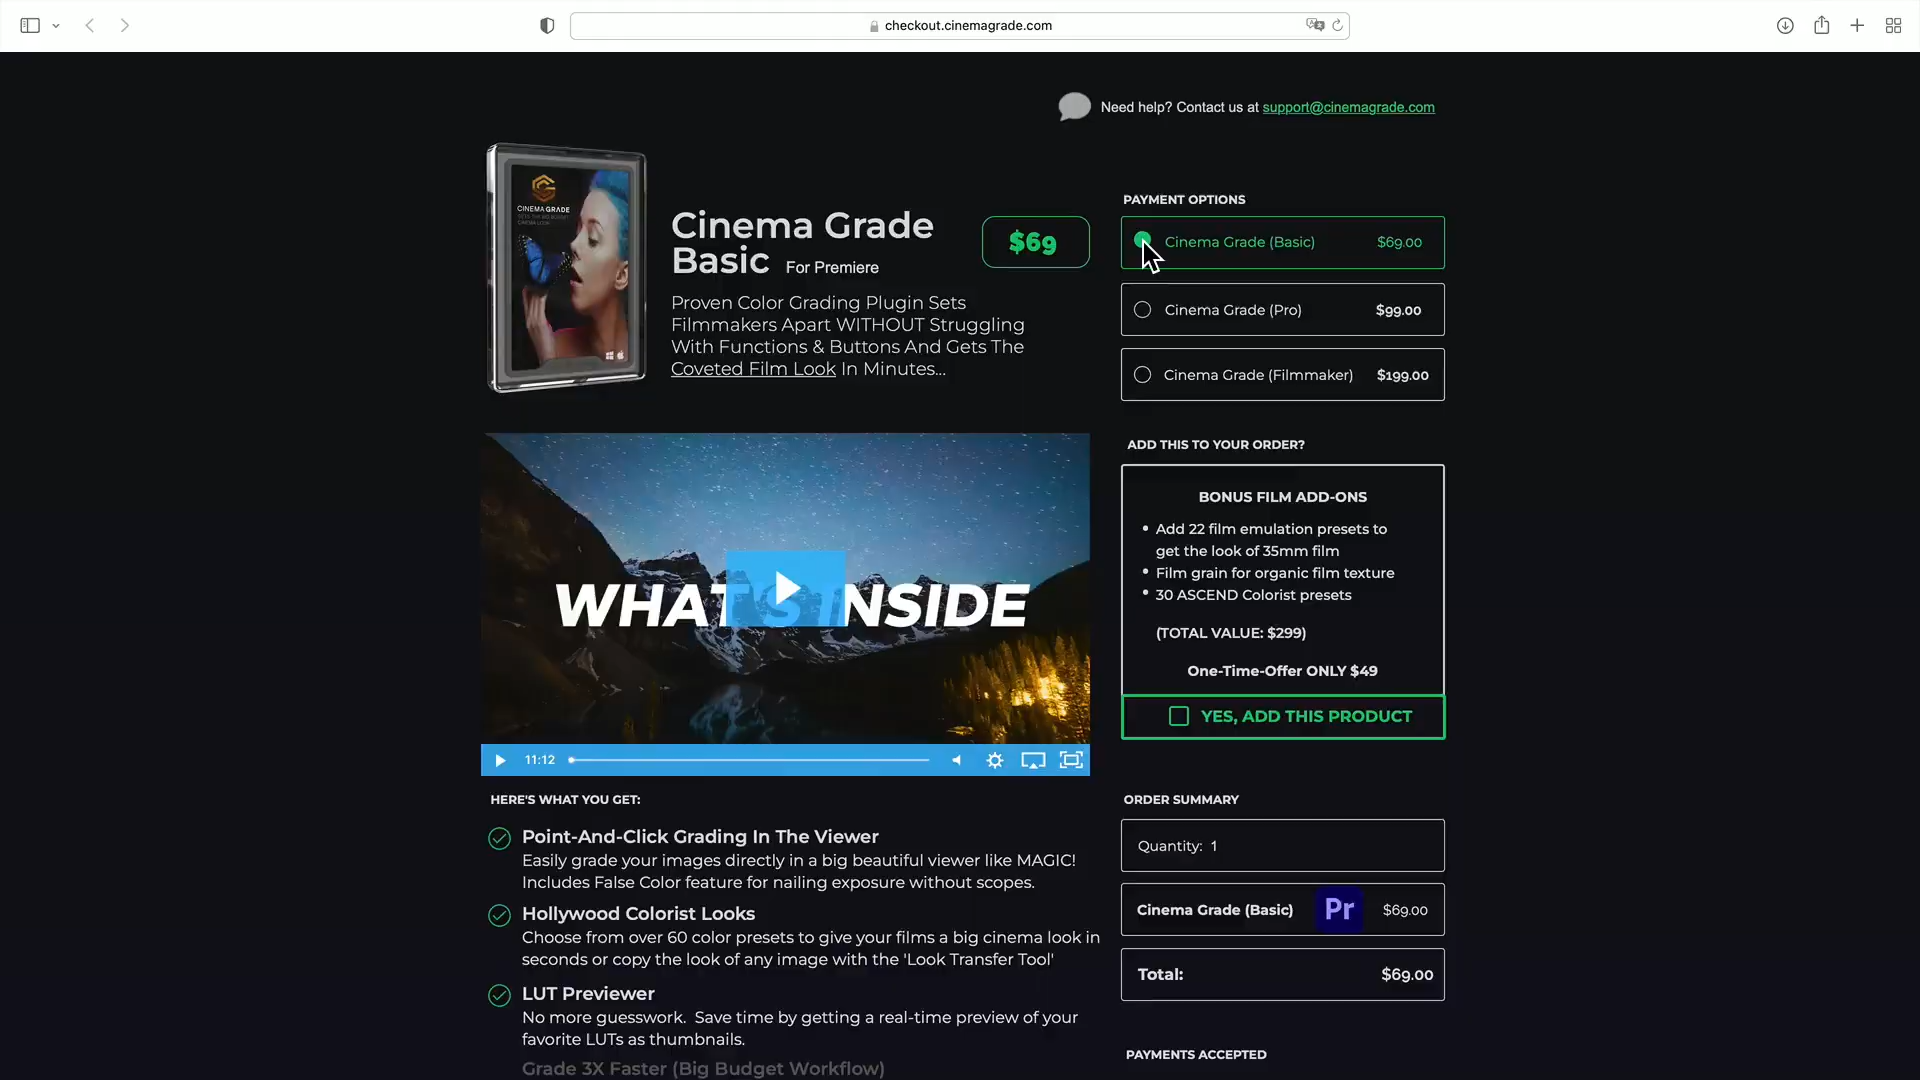 checkout.cinemagrade.com
Need help? Contact us at support@cinemagrade.com
CINEMA GRADE
Cinema Grade
Basic For Premiere
$69
Proven Color Grading Plugin Sets
Filmmakers Apart WITHOUT Struggling
With Functions & Buttons And Gets The
Coveted Film Look In Minutes...
WHAT'S INSIDE
11:12
HERE'S WHAT YOU GET:
Point-And-Click Grading In The Viewer
Easily grade your images directly in a big beautiful viewer like MAGIC!
Includes False Color feature for nailing exposure without scopes.
Hollywood Colorist Looks
Choose from over 60 color presets to give your films a big cinema look in
seconds or copy the look of any image with the 'Look Transfer Tool'
LUT Previewer
No more guesswork. Save time by getting a real-time preview of your
favorite LUTs as thumbnails.
Grade 3X Faster (Big Budget Workflow)
PAYMENT OPTIONS
Cinema Grade (Basic) $69.00
Cinema Grade (Pro) $99.00
Cinema Grade (Filmmaker) $199.00
ADD THIS TO YOUR ORDER?
BONUS FILM ADD-ONS
• Add 22 film emulation presets to
get the look of 35mm film
• Film grain for organic film texture
• 30 ASCEND Colorist presets
(TOTAL VALUE: $299)
One-Time-Offer ONLY $49
YES, ADD THIS PRODUCT
ORDER SUMMARY
Quantity: 1
Cinema Grade (Basic) Pr $69.00
Total: $69.00
PAYMENTS ACCEPTED